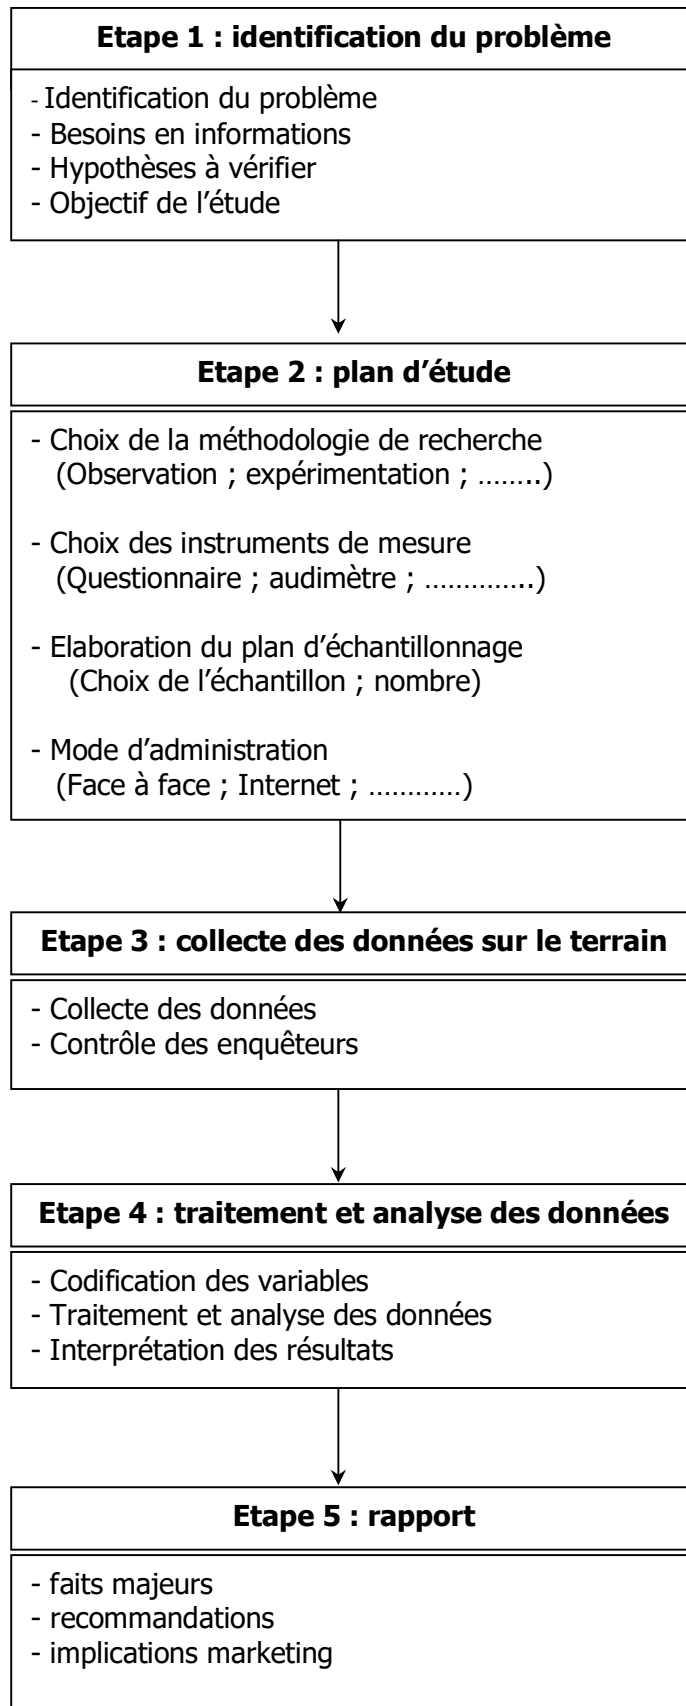 Etape 1 : identification du problème
- Identification du problème
- Besoins en informations
- Hypothèses à vérifier
- Objectif de l’étude
Etape 2 : plan d’étude
- Choix de la méthodologie de recherche
(Observation ; expérimentation ; ……..)
- Choix des instruments de mesure
(Questionnaire ; audimètre ; …………..)
- Elaboration du plan d’échantillonnage
(Choix de l’échantillon ; nombre)
- Mode d’administration
(Face à face ; Internet ; …………)
Etape 3 : collecte des données sur le terrain
- Collecte des données
- Contrôle des enquêteurs
Etape 4 : traitement et analyse des données
- Codification des variables
- Traitement et analyse des données
- Interprétation des résultats
Etape 5 : rapport
- faits majeurs
- recommandations
- implications marketing